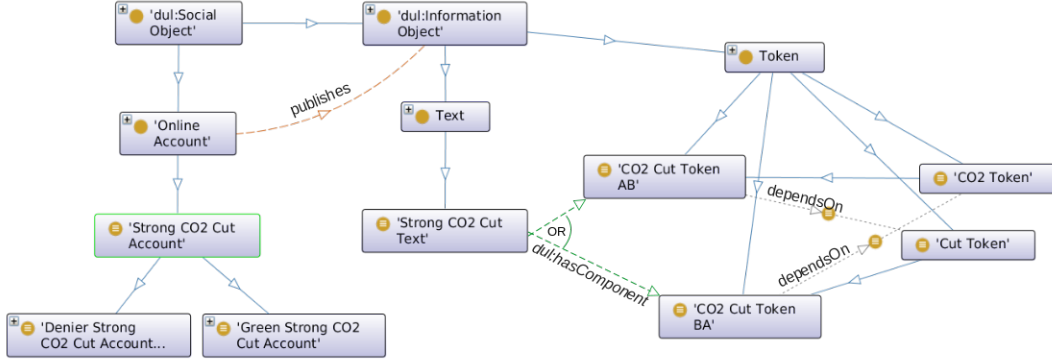 'dul:Social
Object'
'dul:Information
Object'
Token
publishes
Text
'Online
Account'
'CO2 Cut Token
AB'
'CO2 Token'
dependsOn
'Strong CO2 Cut
Account'
'Strong CO2 Cut
Text'
OR
'Cut Token'
dul:hasComponent
dependsOn
'CO2 Cut Token
BA'
'Denier Strong
CO2 Cut Account...
'Green Strong CO2
Cut Account'